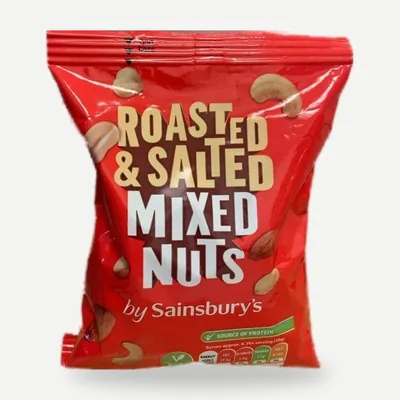 ROASTED
& SALTED
MIXED
NUTS
by Sainsbury's
SOURCE OF PROTEIN